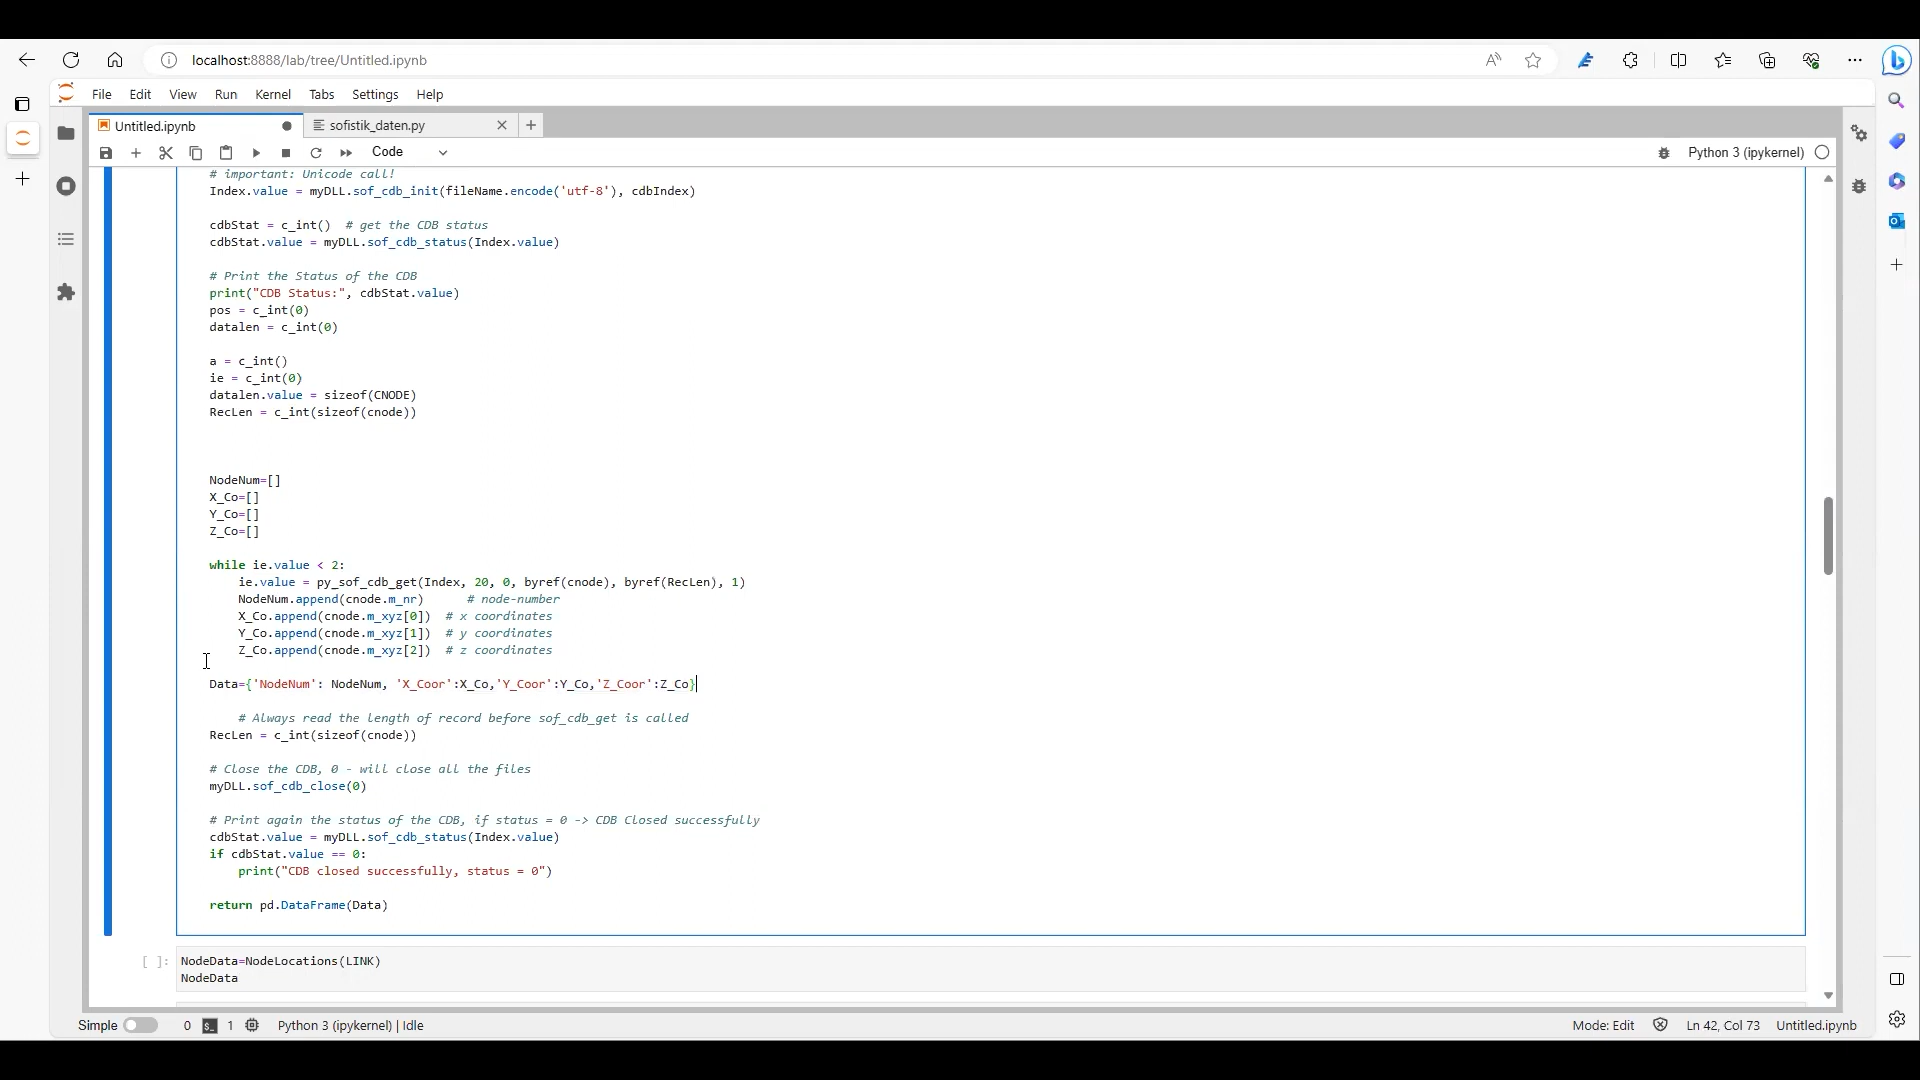 localhost:8888/lab/tree/Untitled.ipynb
File Edit View Run Kernel Tabs Settings Help
Untitled.ipynb sofistik_daten.py
Code Python 3 (ipykernel)
# important: Unicode call!
Index.value = myDLL.sof_cdb_init(fileName.encode('utf-8'), cdbIndex)
cdbStat = c_int()  # get the CDB status
cdbStat.value = myDLL.sof_cdb_status(Index.value)
# Print the Status of the CDB
print("CDB Status:", cdbStat.value)
pos = c_int(0)
datalen = c_int(0)
a = c_int()
ie = c_int(0)
datalen.value = sizeof(CNODE)
RecLen = c_int(sizeof(cnode))
NodeNum=[]
X_Co=[]
Y_Co=[]
Z_Co=[]
while ie.value < 2:
ie.value = py_sof_cdb_get(Index, 20, 0, byref(cnode), byref(RecLen), 1)
NodeNum.append(cnode.m_nr)      # node-number
X_Co.append(cnode.m_xyz[0])  # x coordinates
Y_Co.append(cnode.m_xyz[1])  # y coordinates
Z_Co.append(cnode.m_xyz[2])  # z coordinates
Data={'NodeNum': NodeNum, 'X_Coor':X_Co,'Y_Coor':Y_Co,'Z_Coor':Z_Co}
# Always read the length of record before sof_cdb_get is called
RecLen = c_int(sizeof(cnode))
# Close the CDB, 0 - will close all the files
myDLL.sof_cdb_close(0)
# Print again the status of the CDB, if status = 0 -> CDB Closed successfully
cdbStat.value = myDLL.sof_cdb_status(Index.value)
if cdbStat.value == 0:
print("CDB closed successfully, status = 0")
return pd.DataFrame(Data)
[ ]: NodeData=NodeLocations(LINK)
NodeData
Simple 0 1 Python 3 (ipykernel) | Idle Mode: Edit Ln 42, Col 73 Untitled.ipynb